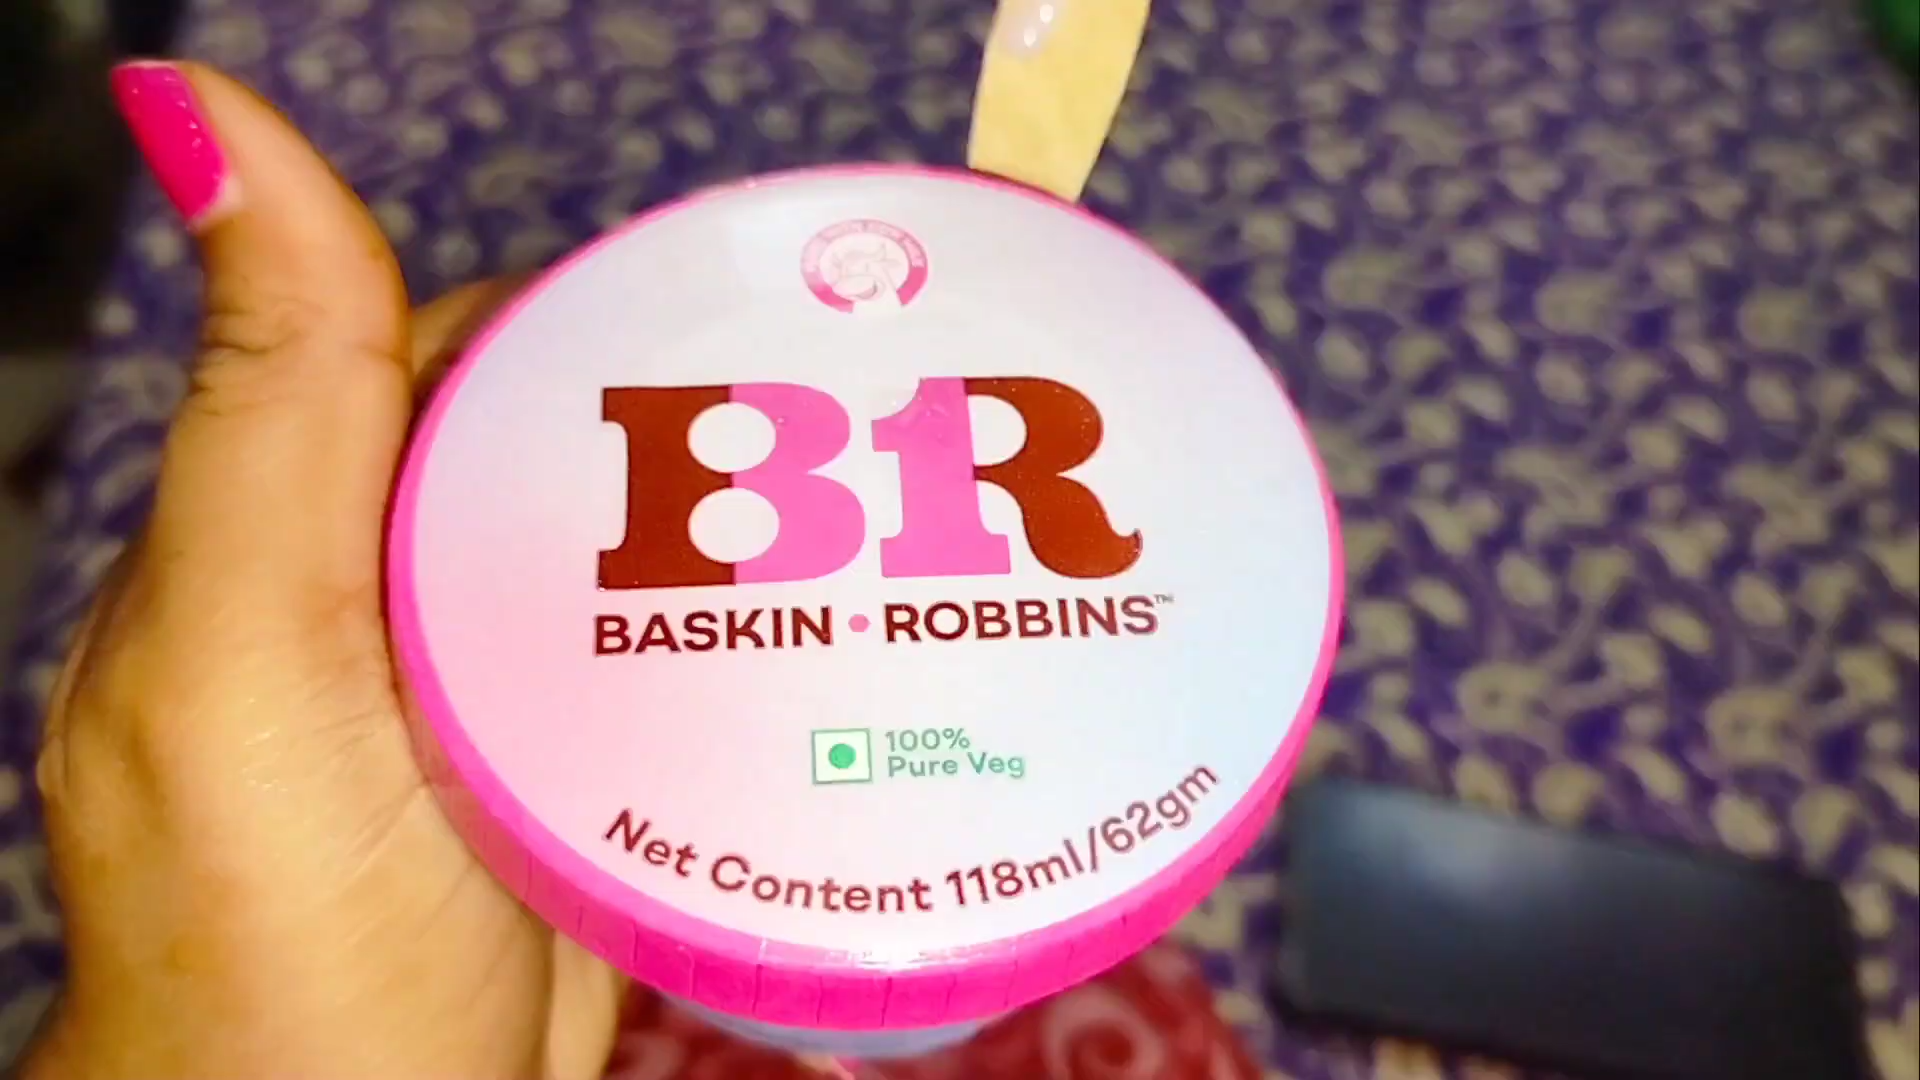 BR
BASKIN • ROBBINS™
100%
Pure Veg
Net Content 118ml/62gm